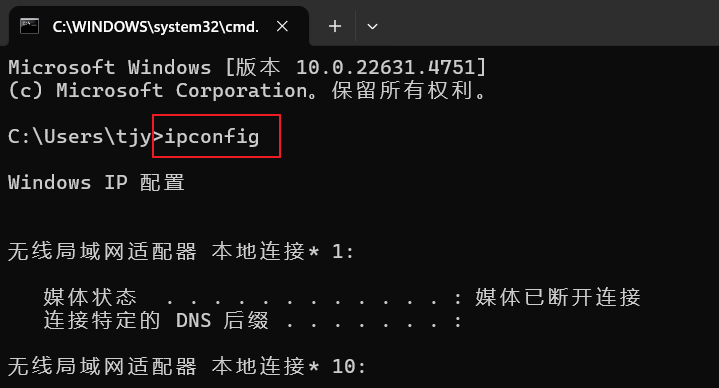 C:\WINDOWS\system32\cmd.
Microsoft Windows [版本 10.0.22631.4751]
(c) Microsoft Corporation。保留所有权利。
C:\Users\tjy>ipconfig
Windows IP 配置
无线局域网适配器 本地连接* 1:
媒体状态  . . . . . . . . . . . . : 媒体已断开连接
连接特定的 DNS 后缀 . . . . . . . :
无线局域网适配器 本地连接* 10: